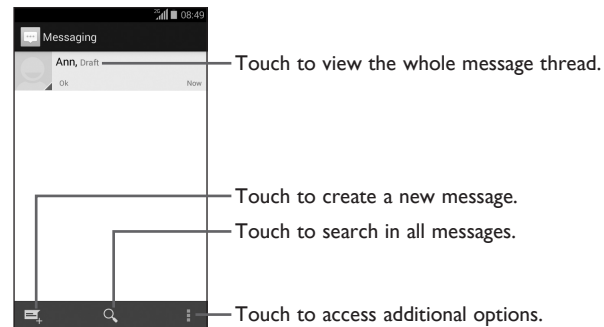 2G 08:49
Messaging
Ann, Draft
Touch to view the whole message thread.
Ok Now
Touch to create a new message.
Touch to search in all messages.
Touch to access additional options.